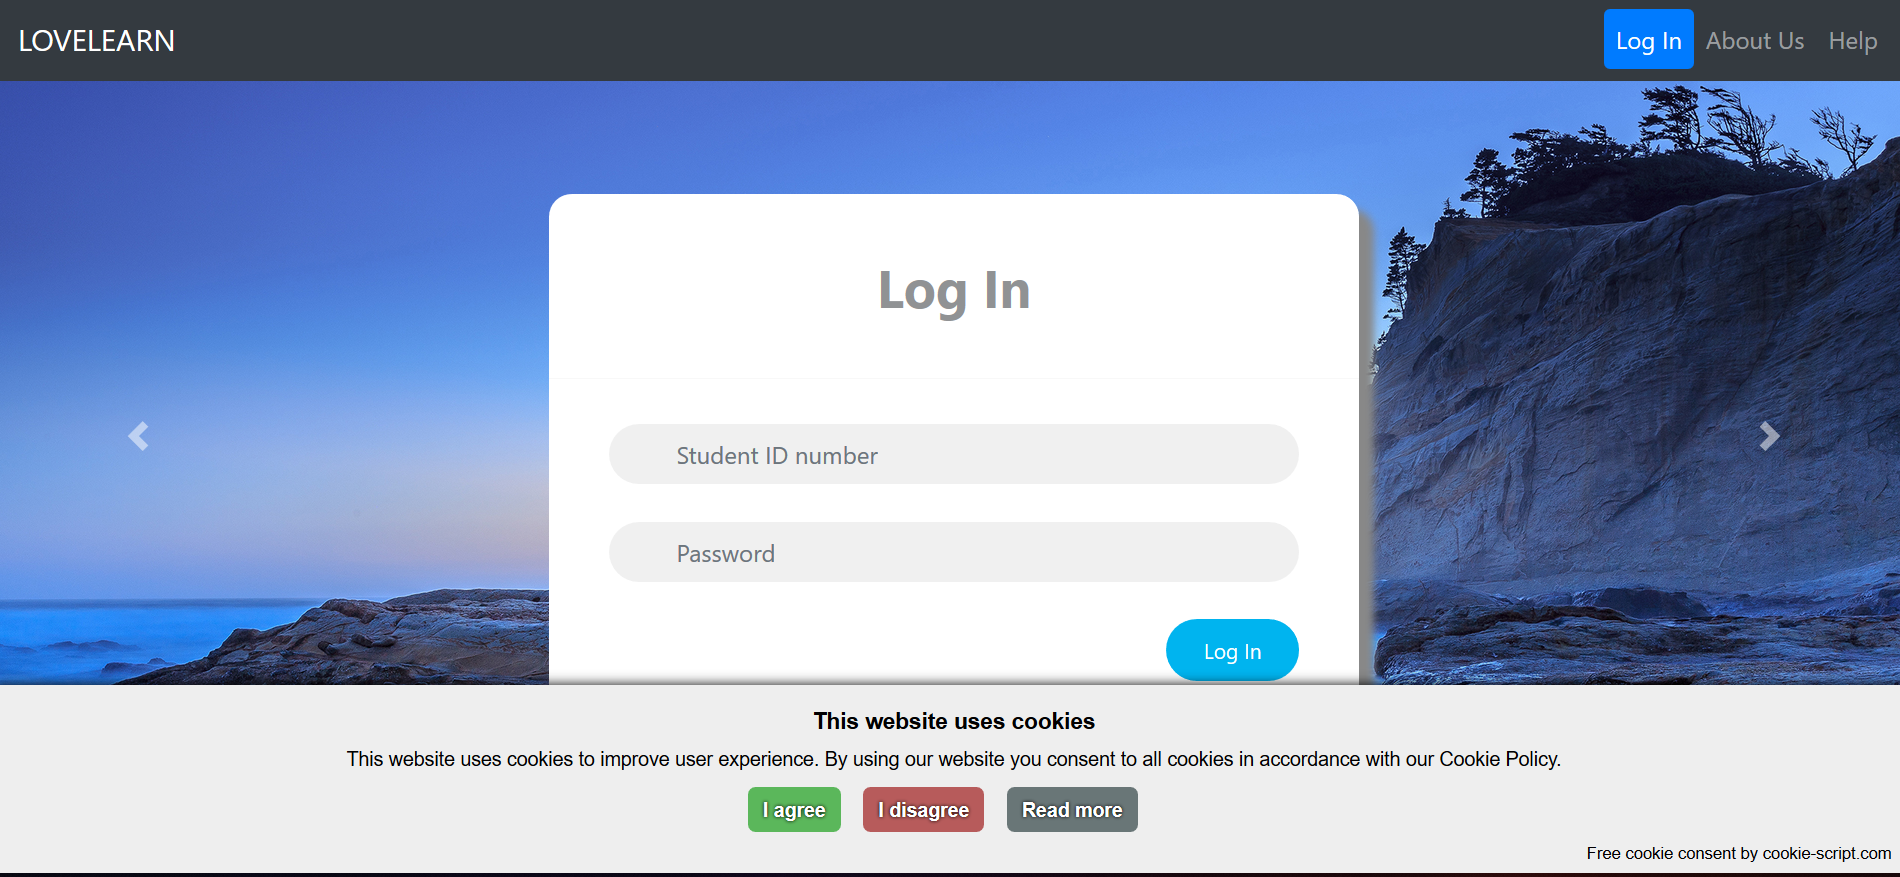 LOVELEARN
Log In About Us Help
Log In
Student ID number
Password
Log In
This website uses cookies
This website uses cookies to improve user experience. By using our website you consent to all cookies in accordance with our Cookie Policy.
I agree I disagree Read more
Free cookie consent by cookie-script.com